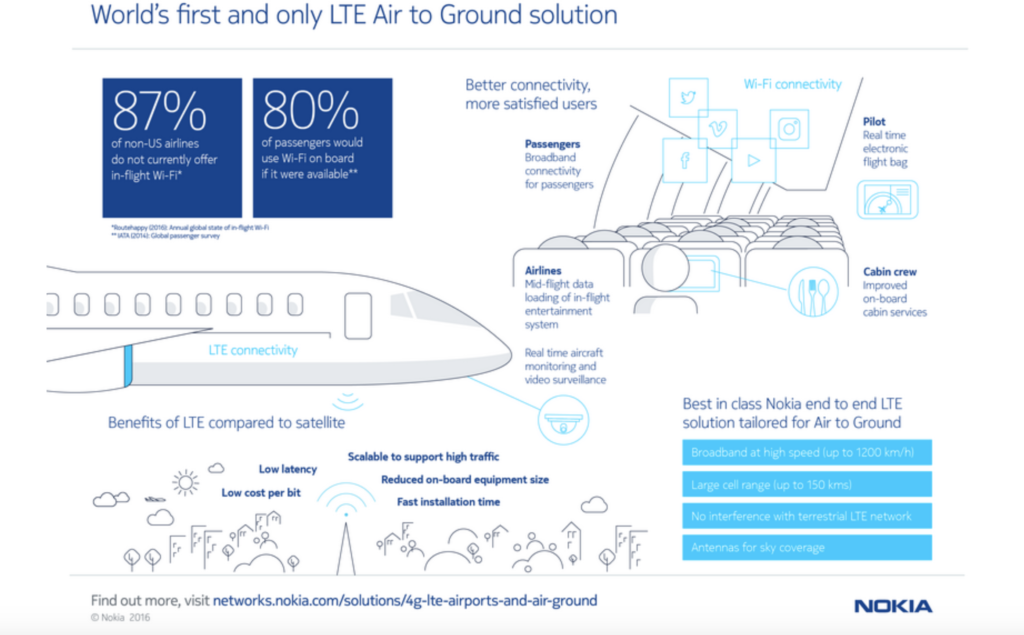 World's first and only LTE Air to Ground solution
87%
of non-US airlines
do not currently offer
in-flight Wi-Fi*
80%
of passengers would
use Wi-Fi on board
if it were available**
*Routehappy (2016): Annual global state of in-flight Wi-Fi
** IATA (2014): Global passenger survey
Better connectivity,
more satisfied users
Wi-Fi connectivity
Passengers
Broadband
connectivity
for passengers
Pilot
Real time
electronic
flight bag
Airlines
Mid-flight data
loading of in-flight
entertainment
system
Real time aircraft
monitoring and
video surveillance
Cabin crew
Improved
on-board
cabin services
LTE connectivity
Benefits of LTE compared to satellite
Scalable to support high traffic
Low latency
Reduced on-board equipment size
Low cost per bit
Fast installation time
Best in class Nokia end to end LTE
solution tailored for Air to Ground
Broadband at high speed (up to 1200 km/h)
Large cell range (up to 150 kms)
No interference with terrestrial LTE network
Antennas for sky coverage
Find out more, visit networks.nokia.com/solutions/4g-lte-airports-and-air-ground
© Nokia 2016
NOKIA